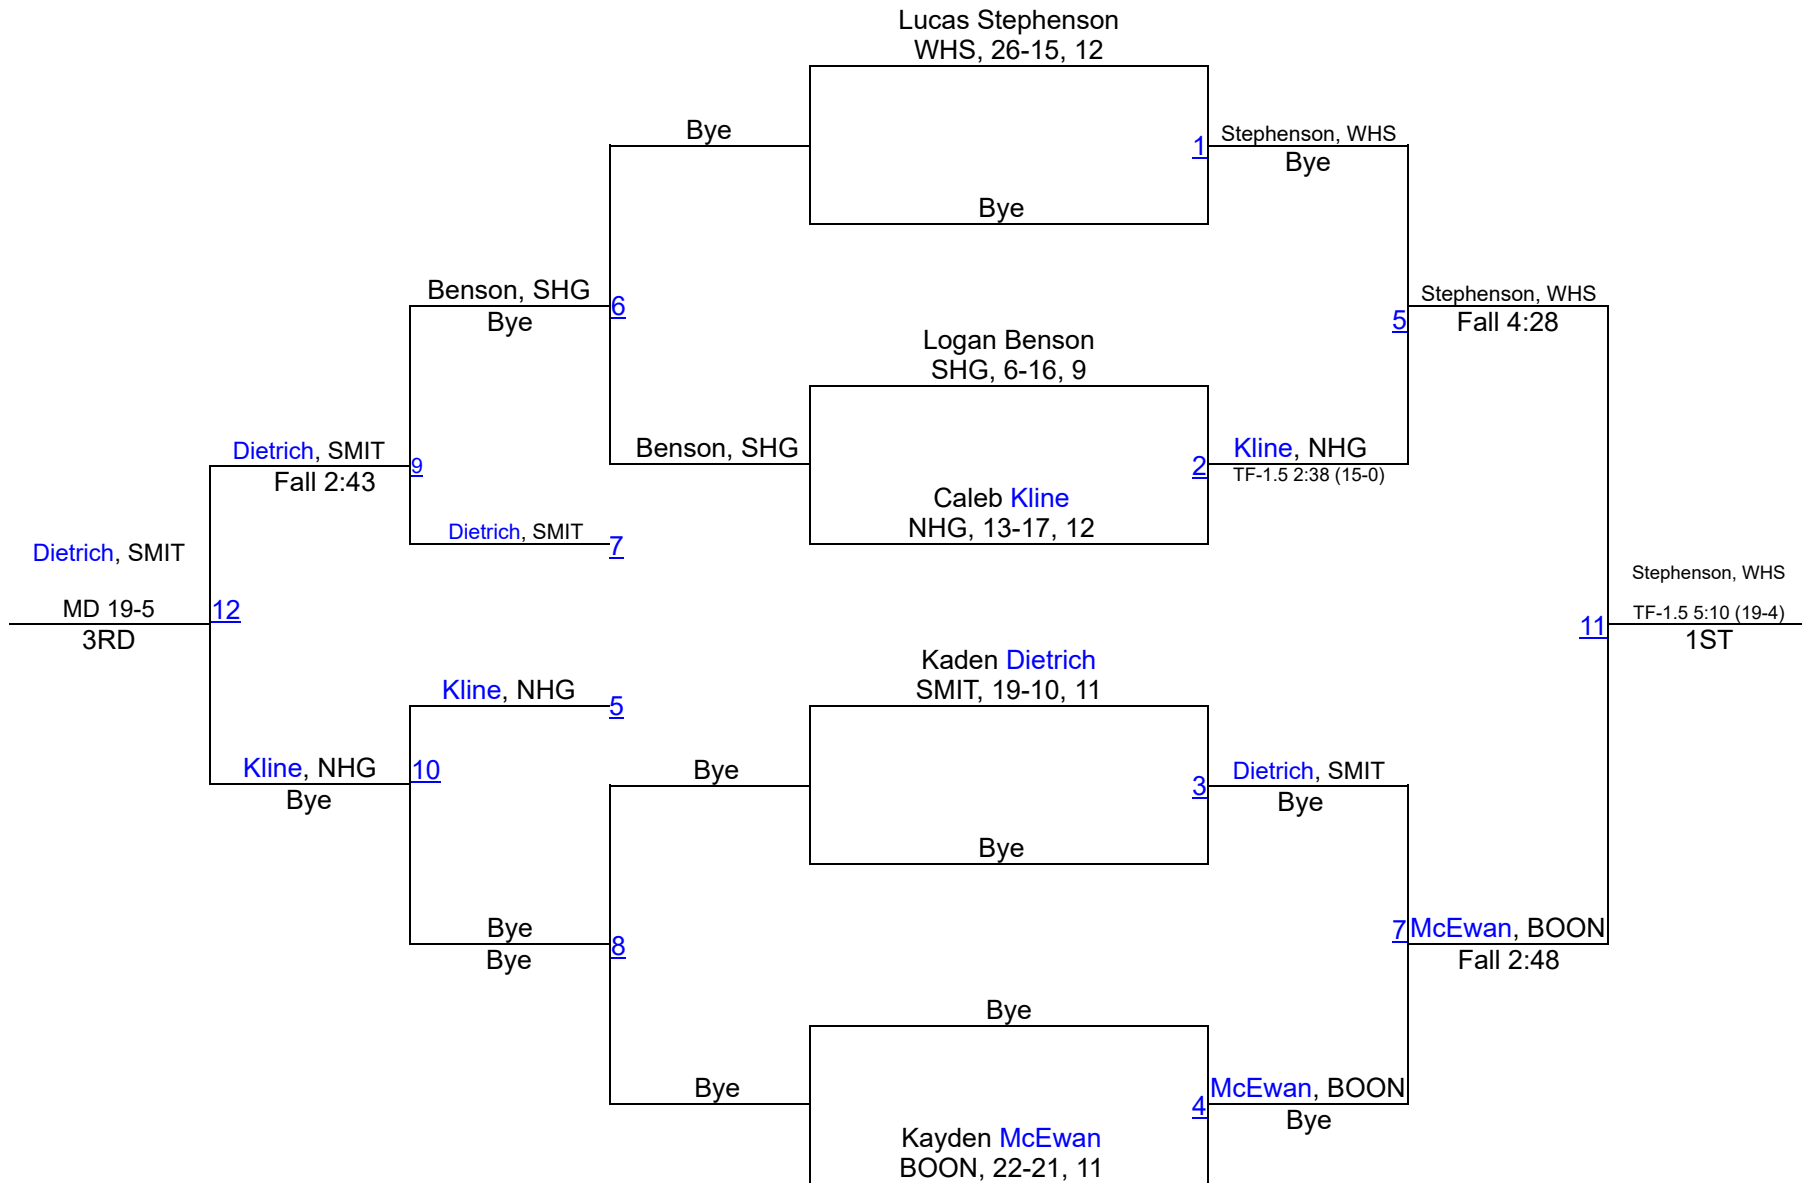 Lucas Stephenson
WHS, 26-15, 12
Bye
1
Stephenson, WHS
Bye
Bye
Benson, SHG
Bye
6
Stephenson, WHS
Fall 4:28
5
Logan Benson
SHG, 6-16, 9
Dietrich, SMIT
Fall 2:43
9
Benson, SHG
2
Kline, NHG
TF-1.5 2:38 (15-0)
Caleb Kline
NHG, 13-17, 12
Dietrich, SMIT
7
Dietrich, SMIT
MD 19-5
3RD
12
Stephenson, WHS
TF-1.5 5:10 (19-4)
1ST
11
Kaden Dietrich
SMIT, 19-10, 11
Kline, NHG
5
Kline, NHG
Bye
10
Bye
3
Dietrich, SMIT
Bye
Bye
Bye
Bye
8
7
McEwan, BOON
Fall 2:48
Bye
Bye
4
McEwan, BOON
Bye
Kayden McEwan
BOON, 22-21, 11